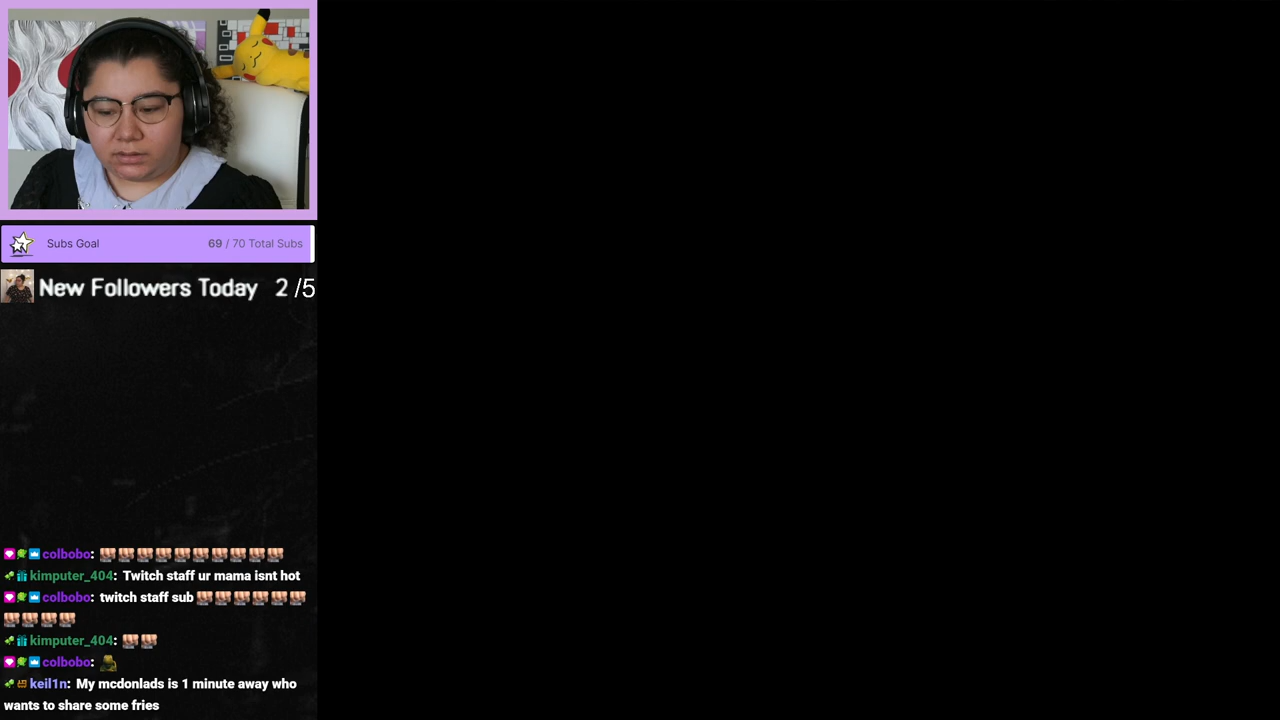 Subs Goal 69 / 70 Total Subs
New Followers Today 2 /5
colbobo:
kimputer_404: Twitch staff ur mama isnt hot
colbobo: twitch staff sub
kimputer_404:
colbobo:
keil1n: My mcdonlads is 1 minute away who
wants to share some fries